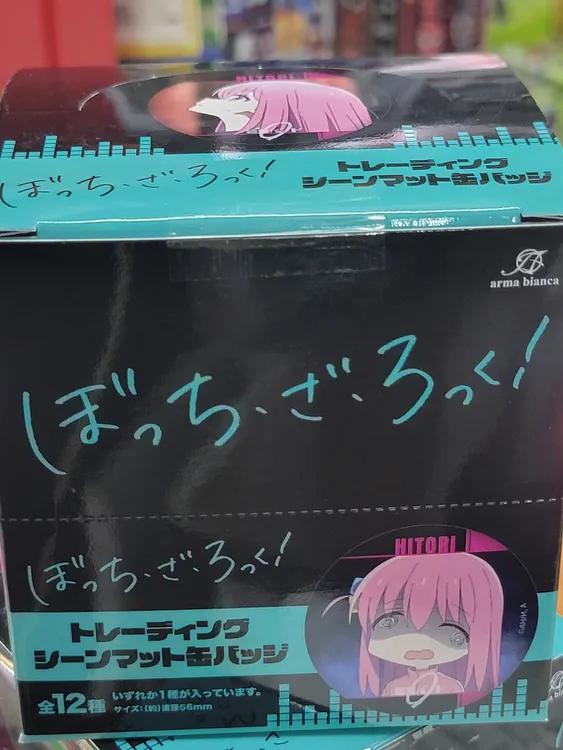 HITORI
ぼっち・ざ・ろっく!
トレーディング
シーンマット缶バッジ
arma bianca
ぼっち・ざ・ろっく!
ぼっち・ざ・ろっく!
HITORI
トレーディング
シーンマット缶バッジ
全12種
いずれか1種が入っています。
サイズ:(約)直径56mm